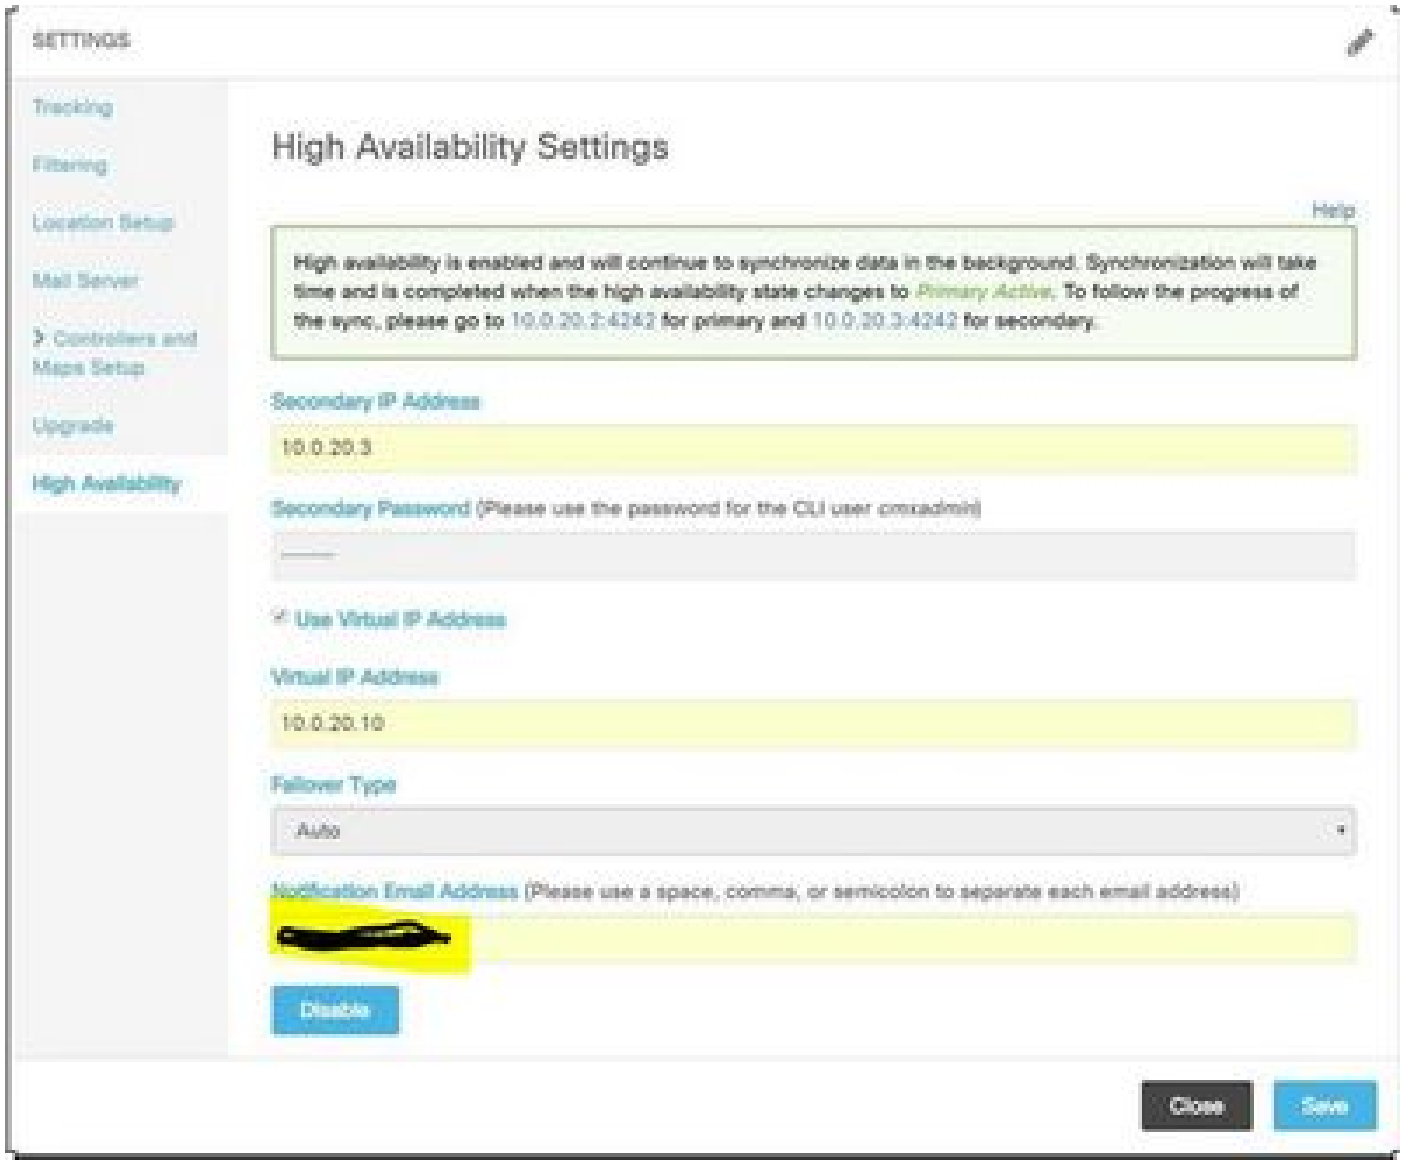 SETTINGS
Tracking
Filtering
Location Setup
Mail Server
> Controllers and
Maps Setup
Upgrade
High Availability
High Availability Settings
Help
High availability is enabled and will continue to synchronize data in the background. Synchronization will take
time and is completed when the high availability state changes to Primary Active. To follow the progress of
the sync, please go to 10.0.20.2:4242 for primary and 10.0.20.3:4242 for secondary.
Secondary IP Address
10.0.20.3
Secondary Password (Please use the password for the CLI user cmxadmin)
Use Virtual IP Address
Virtual IP Address
10.0.20.10
Failover Type
Auto
Notification Email Address (Please use a space, comma, or semicolon to separate each email address)
Disable
Close
Save